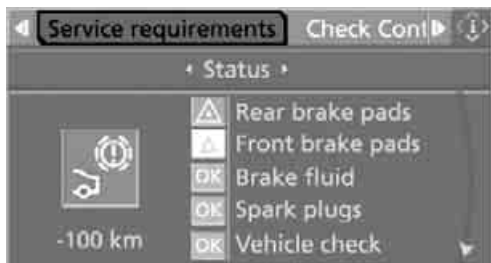 Service requirements Check Cont
Status
Rear brake pads
Front brake pads
OK Brake fluid
OK Spark plugs
-100 km OK Vehicle check